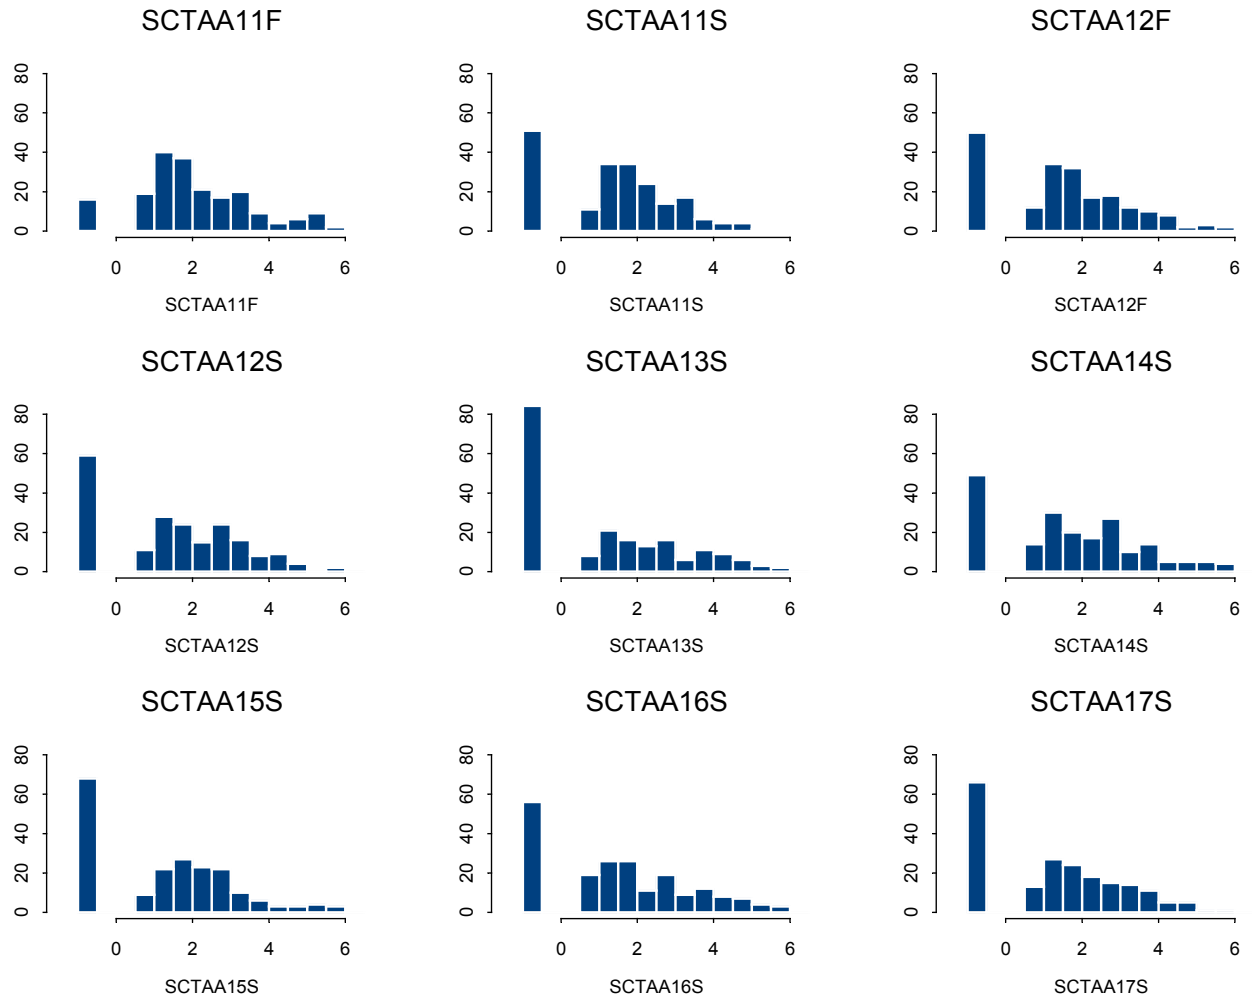 SCTAA11F SCTAA11S SCTAA12F
80 80 80
60 60 60
40 40 40
20 20 20
0 0 0
0 2 4 6 0 2 4 6 0 2 4 6
SCTAA11F SCTAA11S SCTAA12F
SCTAA12S SCTAA13S SCTAA14S
80 80 80
60 60 60
40 40 40
20 20 20
0 0 0
0 2 4 6 0 2 4 6 0 2 4 6
SCTAA12S SCTAA13S SCTAA14S
SCTAA15S SCTAA16S SCTAA17S
80 80 80
60 60 60
40 40 40
20 20 20
0 0 0
0 2 4 6 0 2 4 6 0 2 4 6
SCTAA15S SCTAA16S SCTAA17S